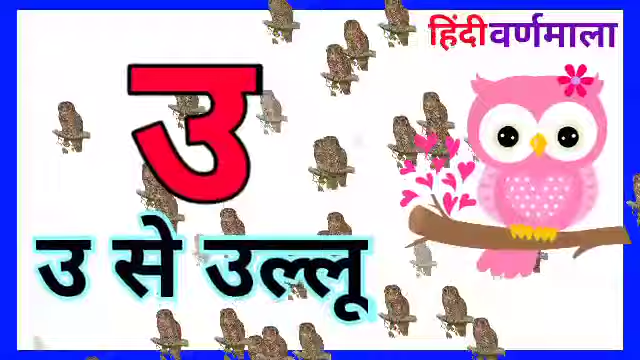 हिंदी वर्णमाला
उ
उ से उल्लू